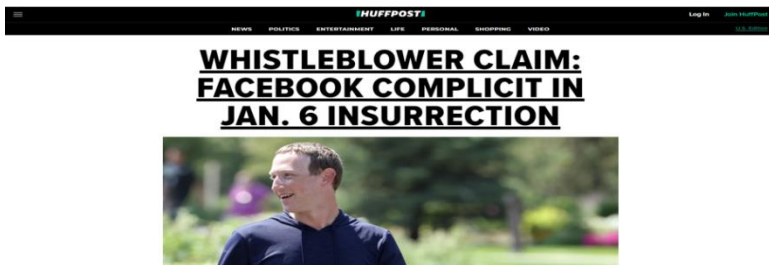 HUFFPOST
Log In Join HuffPost
NEWS POLITICS ENTERTAINMENT LIFE PERSONAL SHOPPING VIDEO
U.S. Edition
WHISTLEBLOWER CLAIM:
FACEBOOK COMPLICIT IN
JAN. 6 INSURRECTION